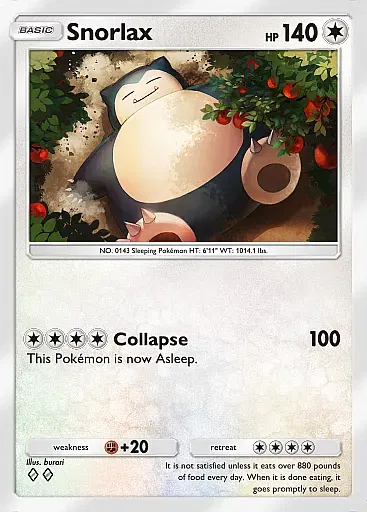 BASIC Snorlax HP 140
NO. 0143 Sleeping Pokémon HT: 6'11" WT: 1014.1 lbs.
Collapse 100
This Pokémon is now Asleep.
weakness +20 retreat
Illus. burari
It is not satisfied unless it eats over 880 pounds
of food every day. When it is done eating, it
goes promptly to sleep.